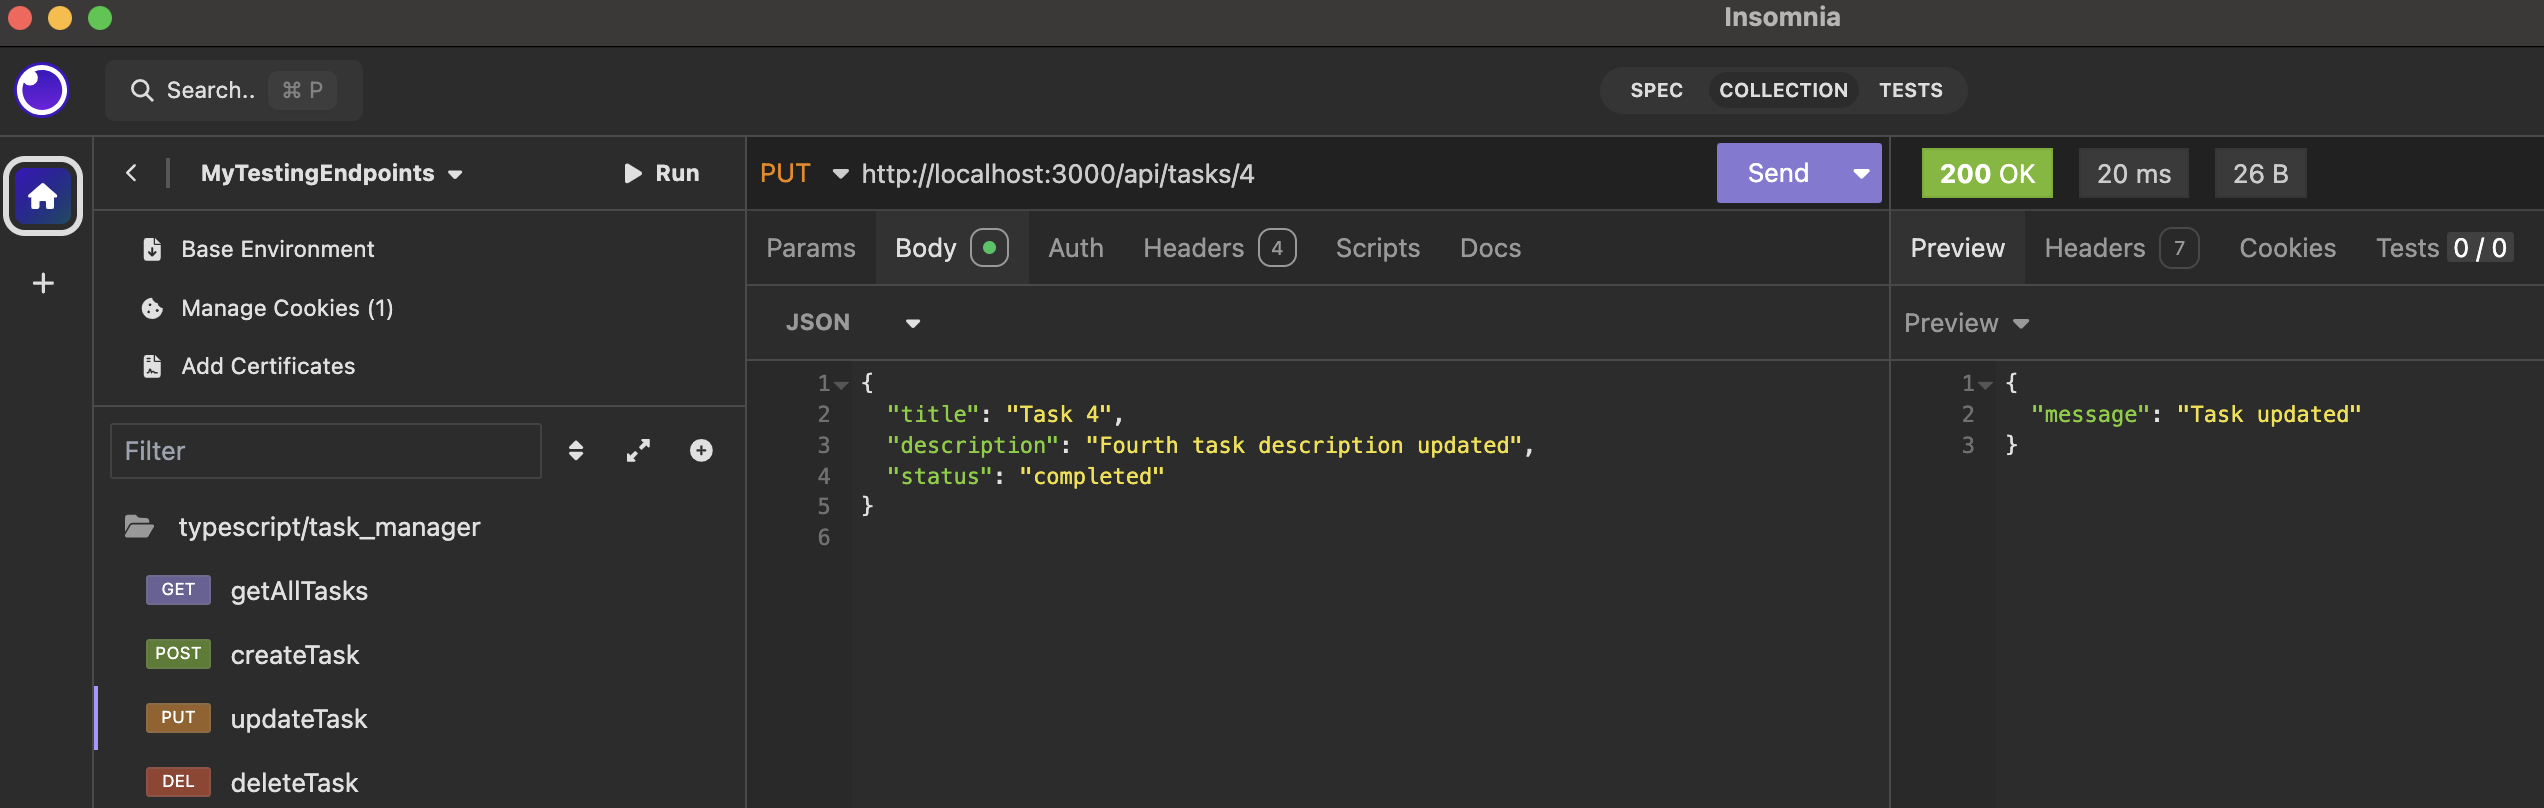 Insomnia
Search.. ⌘ P
SPEC COLLECTION TESTS
MyTestingEndpoints Run
Base Environment
Manage Cookies (1)
Add Certificates
Filter
typescript/task_manager
GET getAllTasks
POST createTask
PUT updateTask
DEL deleteTask
PUT http://localhost:3000/api/tasks/4 Send
Params Body Auth Headers 4 Scripts Docs
JSON
1 {
2 "title": "Task 4",
3 "description": "Fourth task description updated",
4 "status": "completed"
5 }
6
200 OK 20 ms 26 B
Preview Headers 7 Cookies Tests 0 / 0
Preview
1 {
2 "message": "Task updated"
3 }